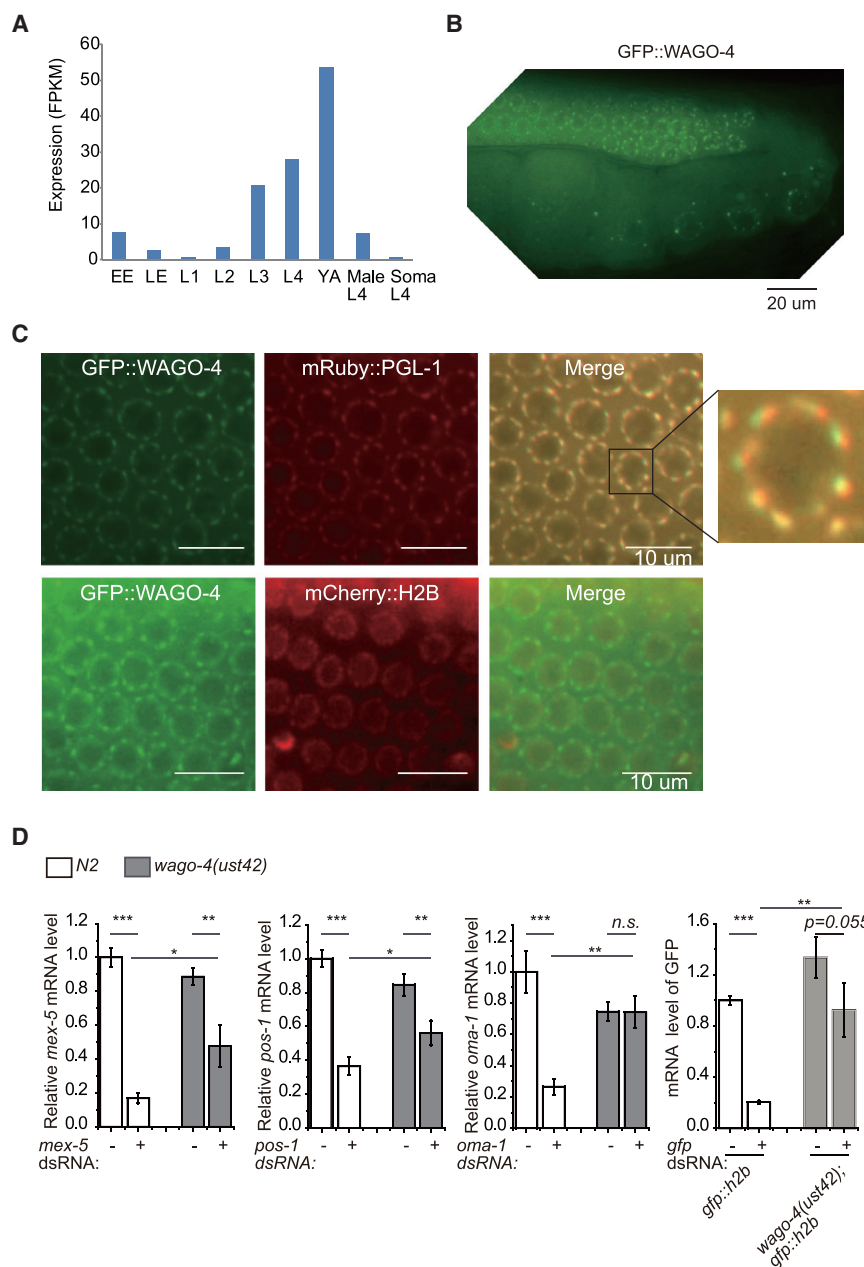 A
Expression (FPKM)
60
50
40
30
20
10
0
EE LE L1 L2 L3 L4 YA Male L4 Soma L4
B
GFP::WAGO-4
20 um
C
GFP::WAGO-4 mRuby::PGL-1 Merge
10 um
GFP::WAGO-4 mCherry::H2B Merge
10 um
D
N2 wago-4(ust42)
Relative mex-5 mRNA level
1.4
1.2
1.0
0.8
0.6
0.4
0.2
0
*** **
*
mex-5 dsRNA: - + - +
Relative pos-1 mRNA level
1.2
1.0
0.8
0.6
0.4
0.2
0
*** **
*
pos-1 dsRNA: - + - +
Relative oma-1 mRNA level
1.2
1.0
0.8
0.6
0.4
0.2
0
*** n.s.
**
oma-1 dsRNA: - + - +
mRNA level of GFP
1.6
1.2
0.8
0.4
0
**
*** p=0.055
gfp dsRNA: - + - +
gfp::h2b
wago-4(ust42);
gfp::h2b